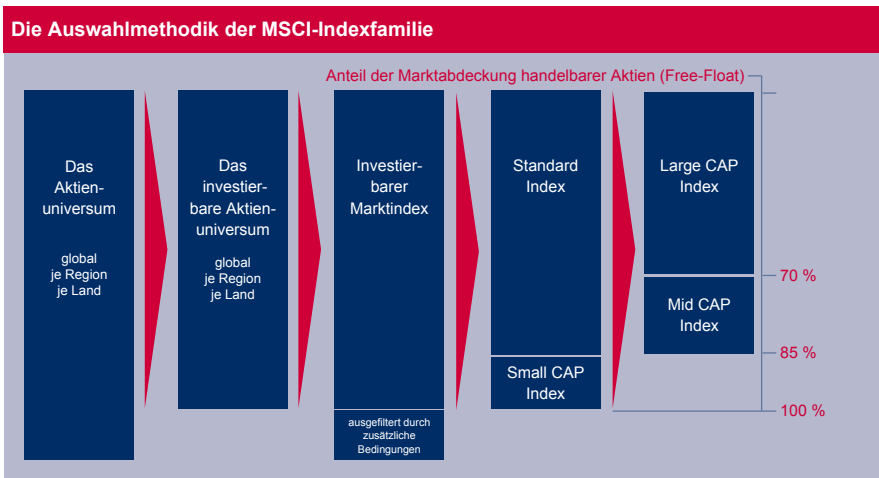 Die Auswahlmethodik der MSCI-Indexfamilie
Anteil der Marktabdeckung handelbarer Aktien (Free-Float)
Das
Aktien-
universum
global
je Region
je Land
Das
investier-
bare Aktien-
universum
global
je Region
je Land
Investier-
barer
Marktindex
ausgefiltert durch
zusätzliche
Bedingungen
Standard
Index
Small CAP
Index
Large CAP
Index
Mid CAP
Index
70 %
85 %
100 %